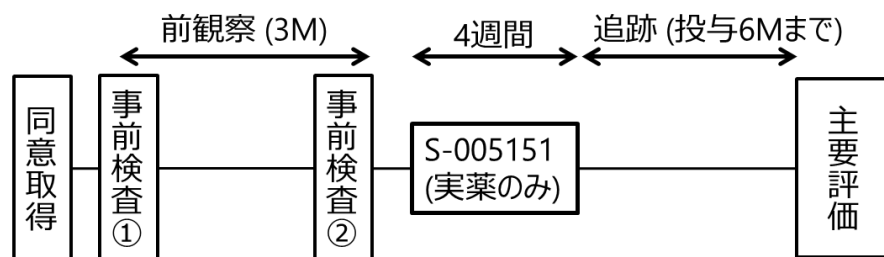 前観察 (3M)
4週間
追跡 (投与6Mまで)
同意取得
事前検査①
事前検査②
S-005151
(実薬のみ)
主要評価